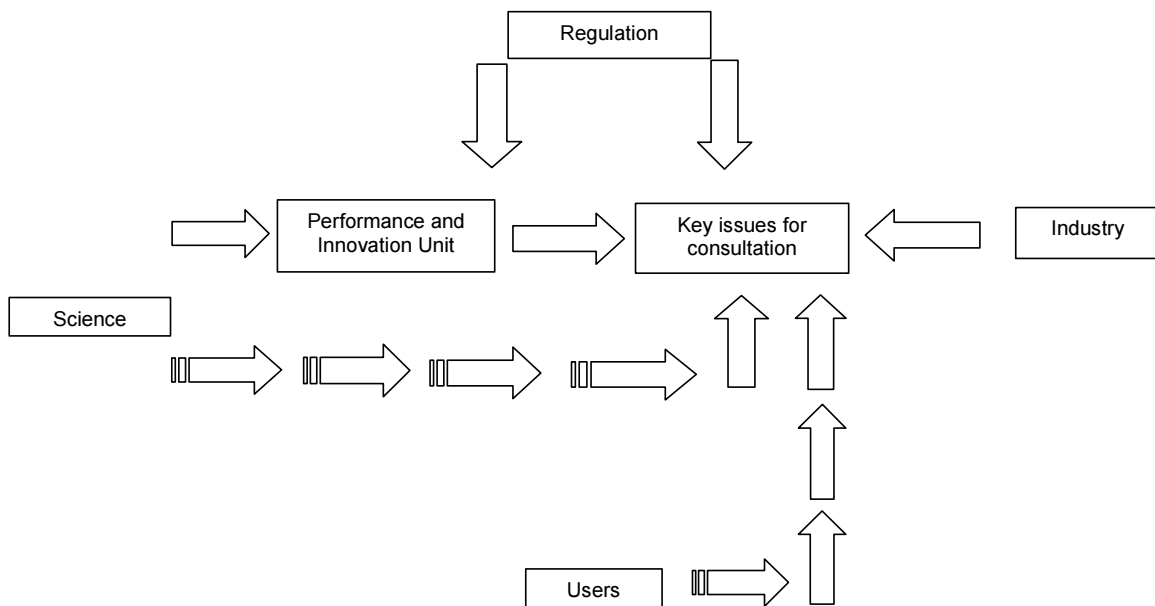 Regulation
Performance and
Innovation Unit
Key issues for
consultation
Industry
Science
Users